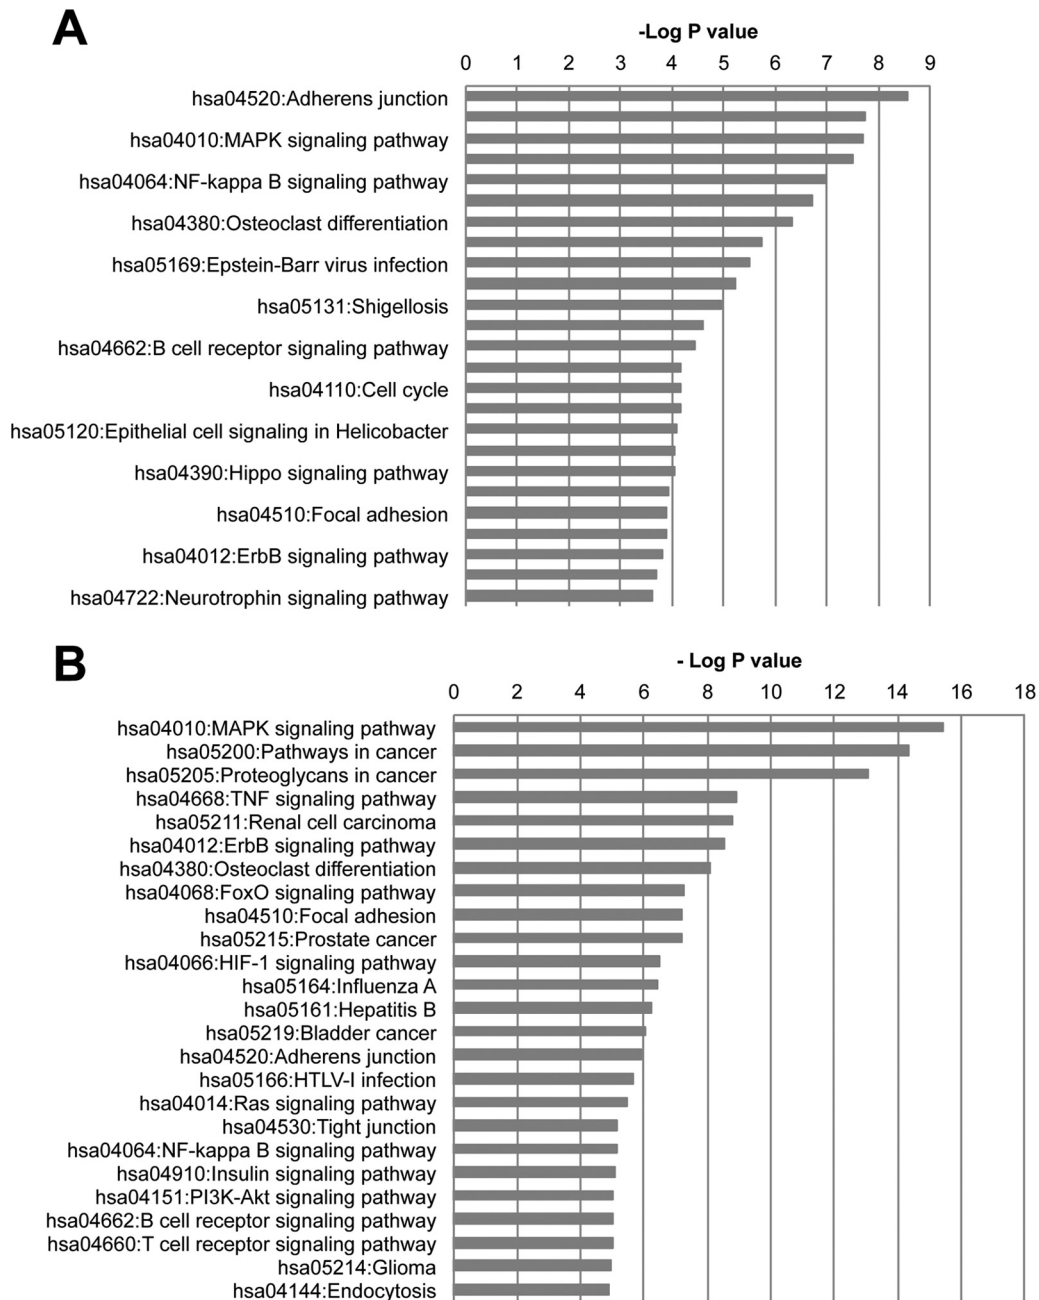 A
-Log P value
0 1 2 3 4 5 6 7 8 9
hsa04520:Adherens junction
hsa04010:MAPK signaling pathway
hsa04064:NF-kappa B signaling pathway
hsa04380:Osteoclast differentiation
hsa05169:Epstein-Barr virus infection
hsa05131:Shigellosis
hsa04662:B cell receptor signaling pathway
hsa04110:Cell cycle
hsa05120:Epithelial cell signaling in Helicobacter
hsa04390:Hippo signaling pathway
hsa04510:Focal adhesion
hsa04012:ErbB signaling pathway
hsa04722:Neurotrophin signaling pathway
B
- Log P value
0 2 4 6 8 10 12 14 16 18
hsa04010:MAPK signaling pathway
hsa05200:Pathways in cancer
hsa05205:Proteoglycans in cancer
hsa04668:TNF signaling pathway
hsa05211:Renal cell carcinoma
hsa04012:ErbB signaling pathway
hsa04380:Osteoclast differentiation
hsa04068:FoxO signaling pathway
hsa04510:Focal adhesion
hsa05215:Prostate cancer
hsa04066:HIF-1 signaling pathway
hsa05164:Influenza A
hsa05161:Hepatitis B
hsa05219:Bladder cancer
hsa04520:Adherens junction
hsa05166:HTLV-I infection
hsa04014:Ras signaling pathway
hsa04530:Tight junction
hsa04064:NF-kappa B signaling pathway
hsa04910:Insulin signaling pathway
hsa04151:PI3K-Akt signaling pathway
hsa04662:B cell receptor signaling pathway
hsa04660:T cell receptor signaling pathway
hsa05214:Glioma
hsa04144:Endocytosis